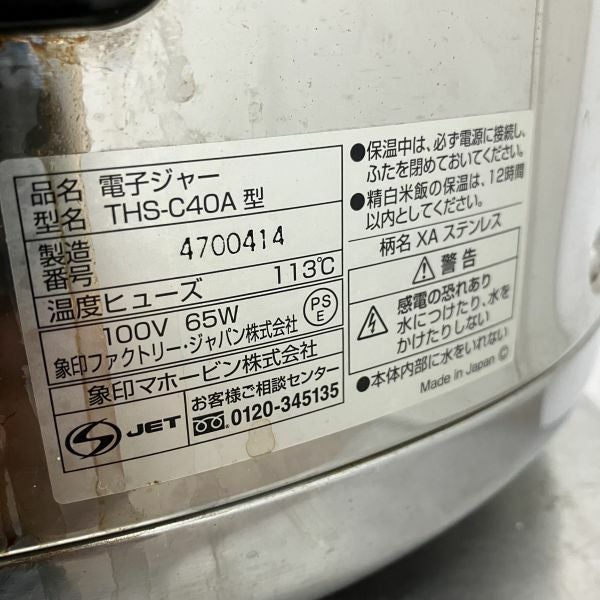 品名 電子ジャー
型名 THS-C40A 型
製造
番号 4700414
温度ヒューズ 113℃
100V 65W
象印ファクトリー・ジャパン株式会社
PS
E
象印マホービン株式会社
JET
お客様ご相談センター
0120-345135
●保温中は、必ず電源に接続し、
ふたを閉めておいてください。
●精白米飯の保温は、12時間
以内としてください。
柄名 XA ステンレス
警告
感電の恐れあり
水につけたり、水を
かけたりしない
●本体内部に水をいれない
Made in Japan Ⓒ